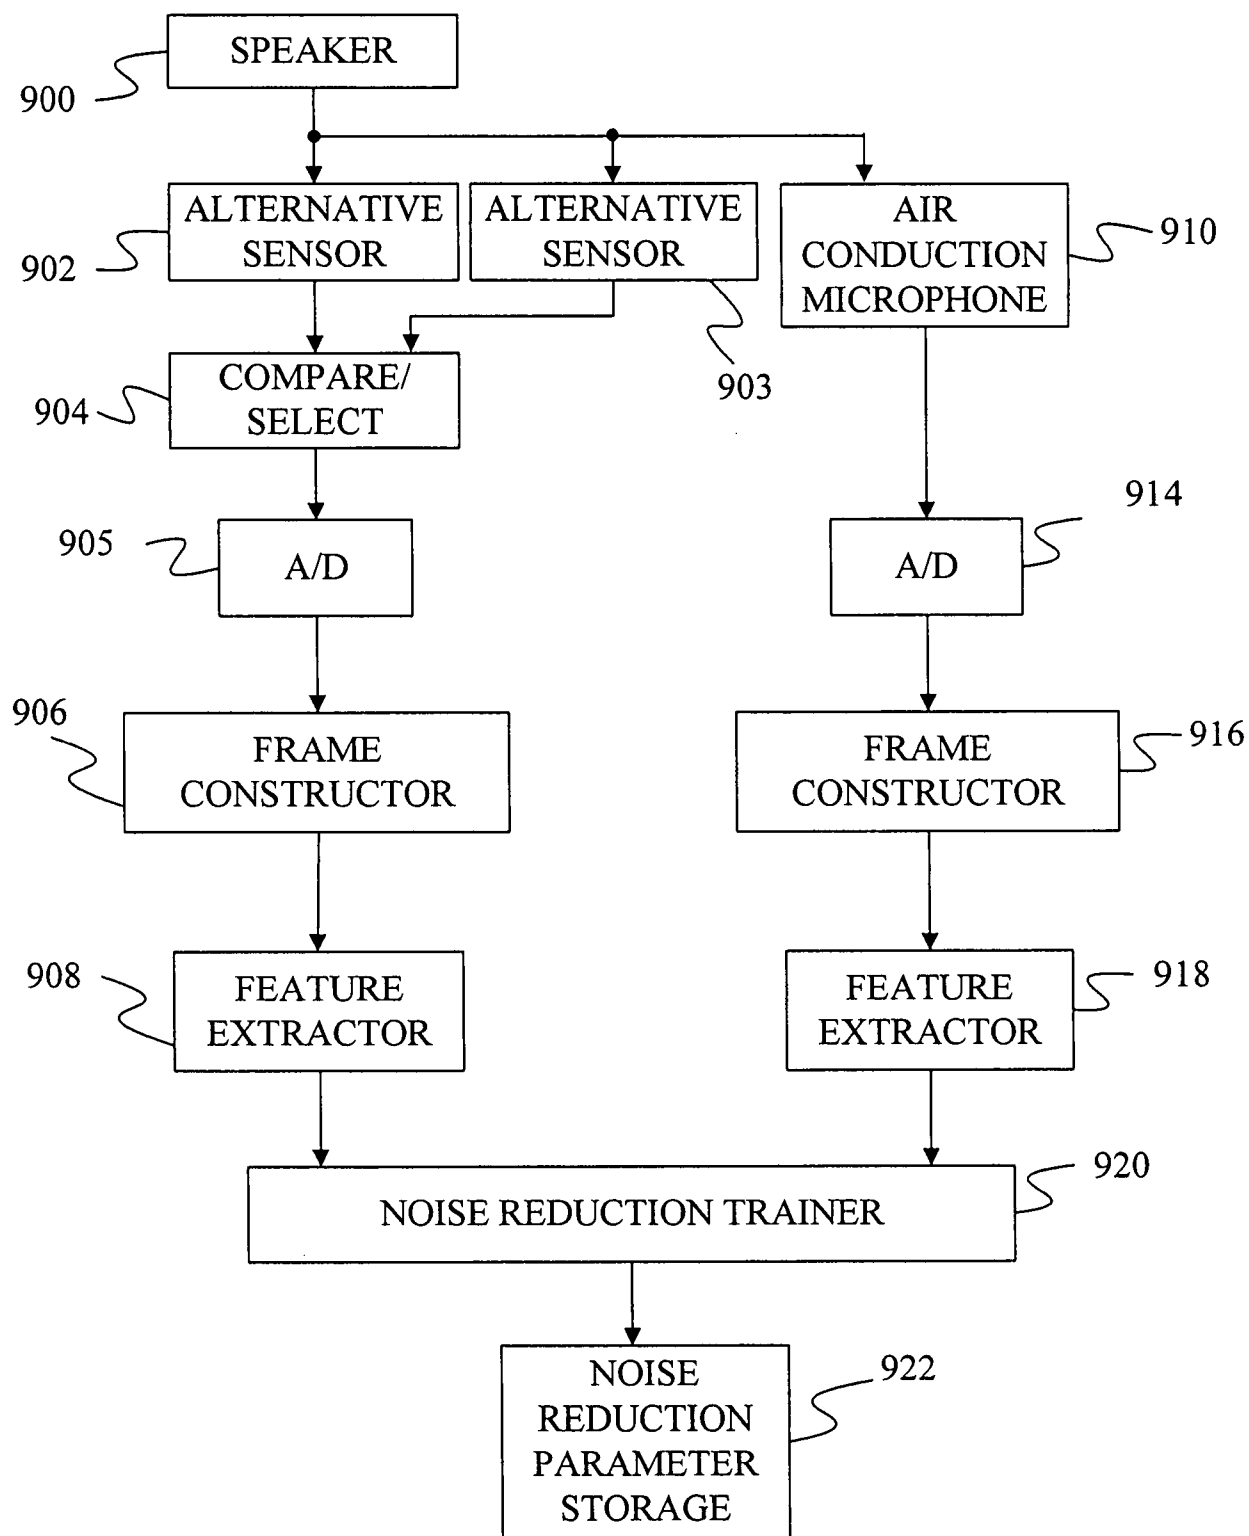 SPEAKER
900
ALTERNATIVE
SENSOR
902
ALTERNATIVE
SENSOR
903
AIR
CONDUCTION
MICROPHONE
910
COMPARE/
SELECT
904
A/D
905
A/D
914
FRAME
CONSTRUCTOR
906
FRAME
CONSTRUCTOR
916
FEATURE
EXTRACTOR
908
FEATURE
EXTRACTOR
918
NOISE REDUCTION TRAINER
920
NOISE
REDUCTION
PARAMETER
STORAGE
922